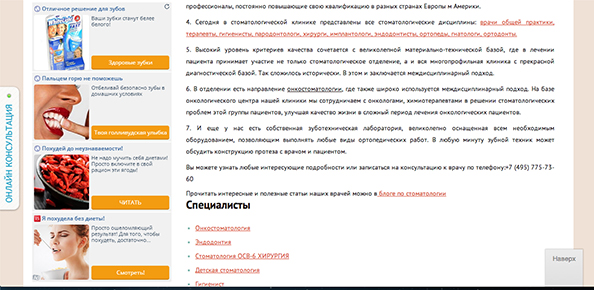 ОНЛАЙН КОНСУЛЬТАЦИЯ
Отличное решение для зубов
Ваши зубы станут белее
белого!
Здоровые зубки
Пальцем горю не поможешь
Отбеливай безопасно зубы в
домашних условиях
Твоя голливудская улыбка
Похудей до неузнаваемости!
Не надо мучить себя диетами!
Просто включите в свой
рацион эти ягоды!
ЧИТАТЬ
Я похудела без диеты!
Просто ошеломляющий
результат! Для того, чтобы
похудеть, достаточно...
Смотреть!
профессионалы, постоянно повышающие свою квалификацию в разных странах Европы и Америки.
4. Сегодня в стоматологической клинике представлены все стоматологические дисциплины: врачи общей практики,
терапевты, гигиенисты, пародонтологи, хирурги, имплантологи, эндодонтисты, ортопеды, гнатологи, ортодонты.
5. Высокий уровень критериев качества сочетается с великолепной материально-технической базой, где в лечении
пациента принимает участие не только стоматологическое отделение, а и вся многопрофильная клиника с прекрасной
диагностической базой. Так сложилось исторически. В этом и заключается междисциплинарный подход.
6. В отделении есть направление онкостоматологии, где также широко используется междисциплинарный подход. На базе
онкологического центра нашей клиники мы сотрудничаем с онкологами, химиотерапевтами в решении стоматологических
проблем этой группы пациентов, улучшая качество жизни в сложный период лечения онкологических пациентов.
7. И еще у нас есть собственная зуботехническая лаборатория, великолепно оснащенная всем необходимым
оборудованием, позволяющим выполнять любые виды ортопедических работ. В любую минуту зубной техник может
обсудить конструкцию протеза с врачом и пациентом.
Вы можете узнать любые интересующие подробности или записаться на консультацию к врачу по телефону:+7 (495) 775-73-
60
Прочитать интересные и полезные статьи наших врачей можно в Блоге по стоматологии
Специалисты
Онкостоматология
Эндодонтия
Стоматология ОСВ-6 ХИРУРГИЯ
Детская стоматология
Гигиенист
Наверх